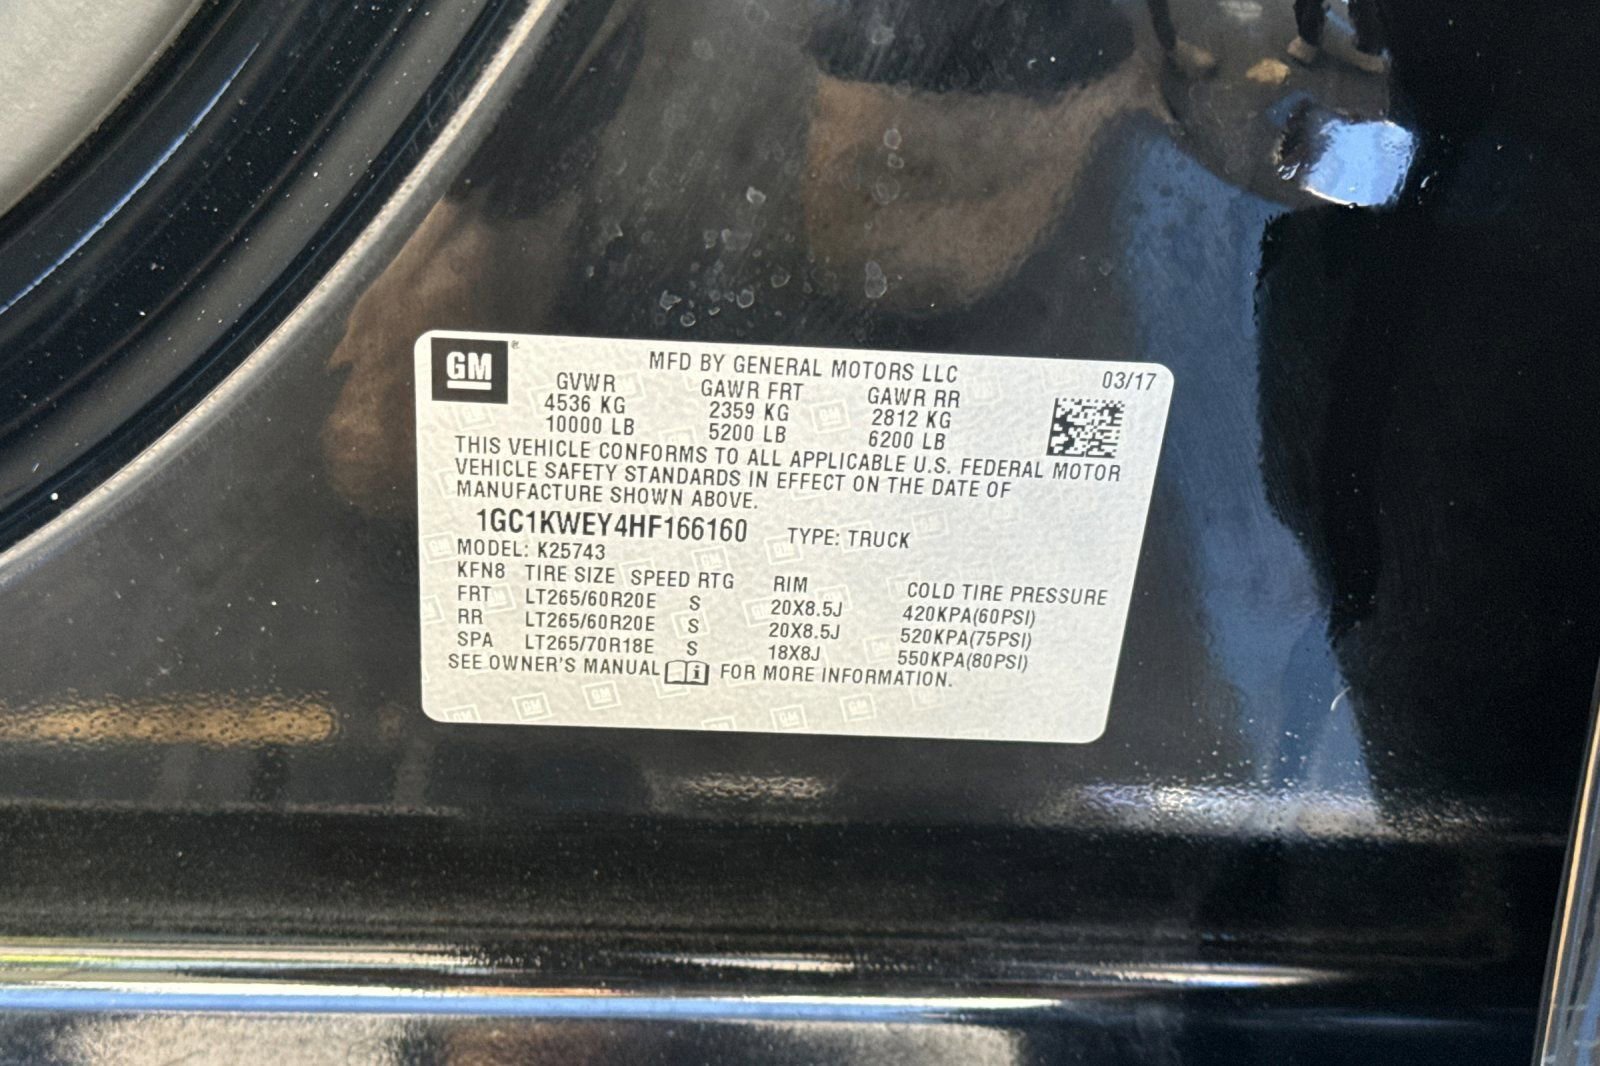 GM
MFD BY GENERAL MOTORS LLC
03/17
GVWR GAWR FRT GAWR RR
4536 KG 2359 KG 2812 KG
10000 LB 5200 LB 6200 LB
THIS VEHICLE CONFORMS TO ALL APPLICABLE U.S. FEDERAL MOTOR
VEHICLE SAFETY STANDARDS IN EFFECT ON THE DATE OF
MANUFACTURE SHOWN ABOVE.
1GC1KWEY4HF166160 TYPE: TRUCK
MODEL: K25743
KFN8 TIRE SIZE SPEED RTG RIM COLD TIRE PRESSURE
FRT LT265/60R20E S 20X8.5J 420KPA(60PSI)
RR LT265/60R20E S 20X8.5J 520KPA(75PSI)
SPA LT265/70R18E S 18X8J 550KPA(80PSI)
SEE OWNER'S MANUAL i FOR MORE INFORMATION.